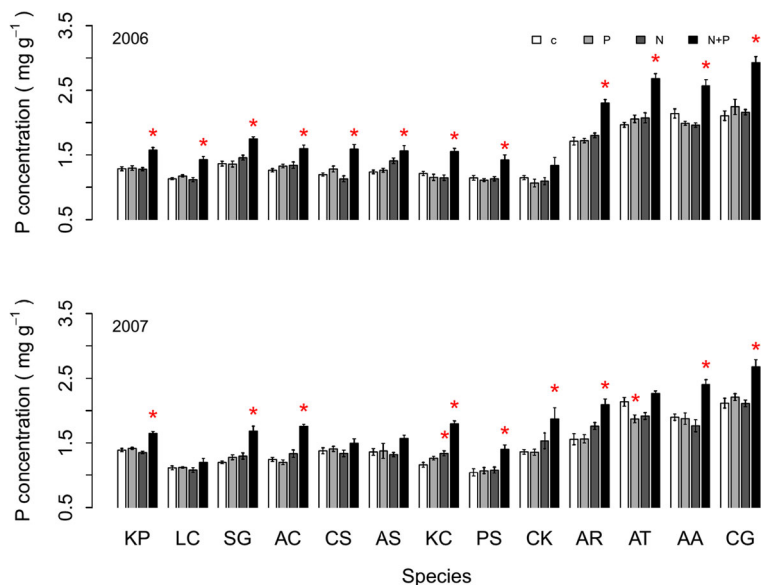 P concentration ( mg g⁻¹ )
3.5
2.5
1.5
0.5
2006
c P N N+P
* * * * * * * * * * * *
P concentration ( mg g⁻¹ )
3.5
2.5
1.5
0.5
2007
* * * * * * * * * * *
KP LC SG AC CS AS KC PS CK AR AT AA CG
Species